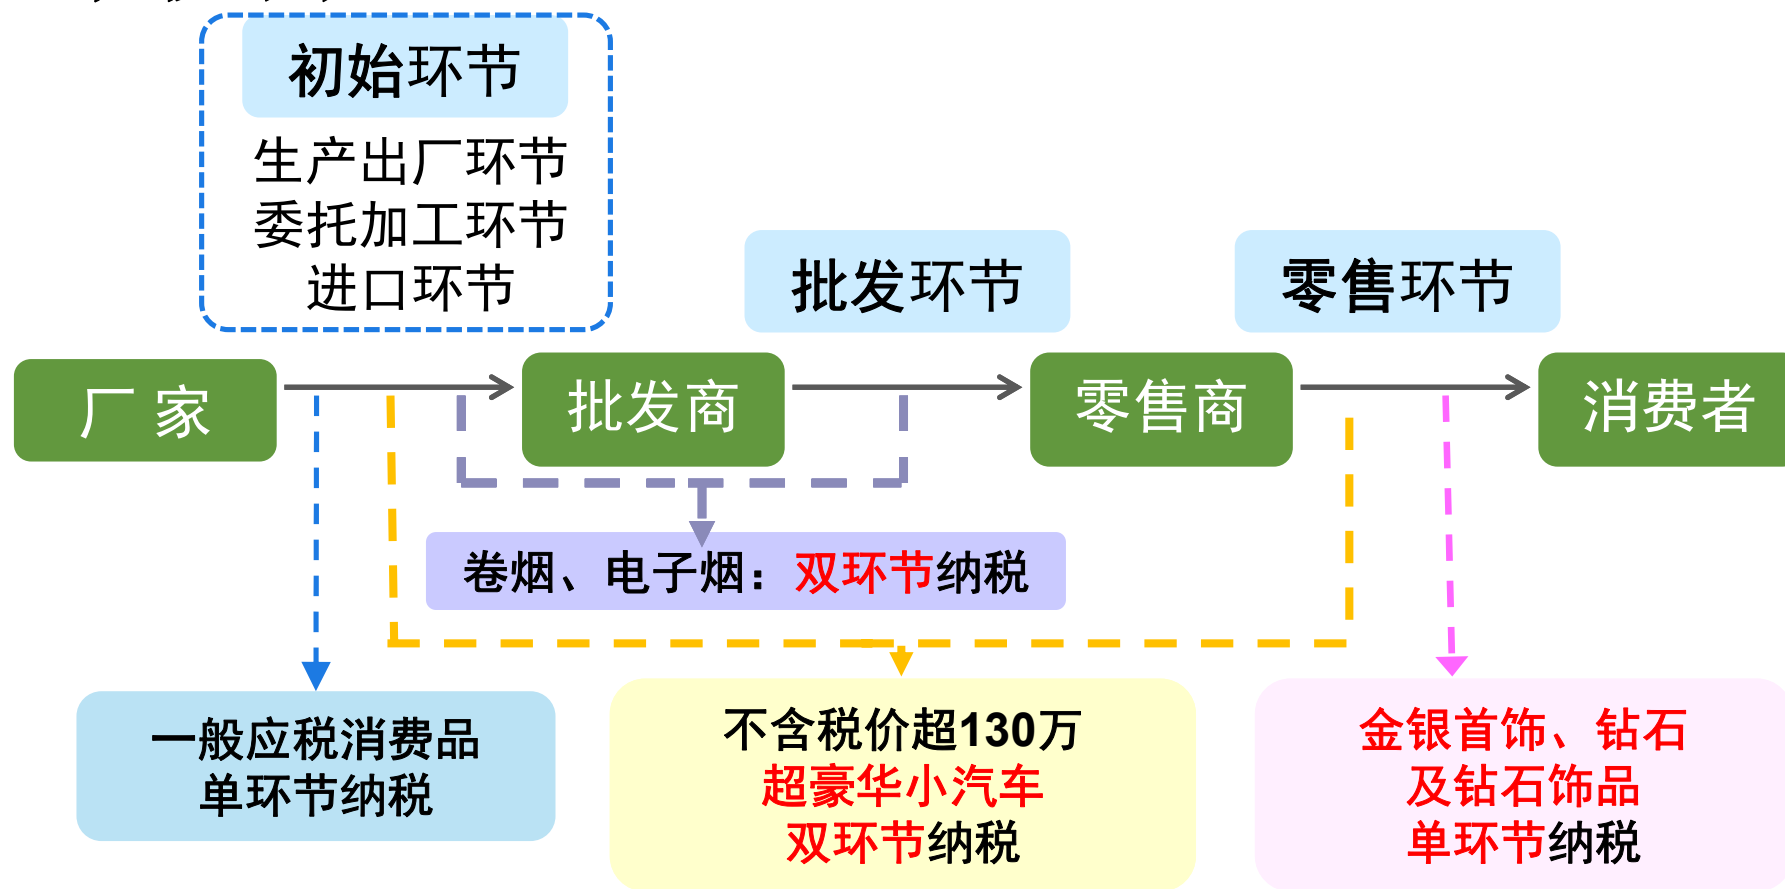 初始环节
生产出厂环节
委托加工环节
进口环节
批发环节
零售环节
厂家
批发商
零售商
消费者
卷烟、电子烟：双环节纳税
一般应税消费品
单环节纳税
不含税价超130万
超豪华小汽车
双环节纳税
金银首饰、钻石
及钻石饰品
单环节纳税